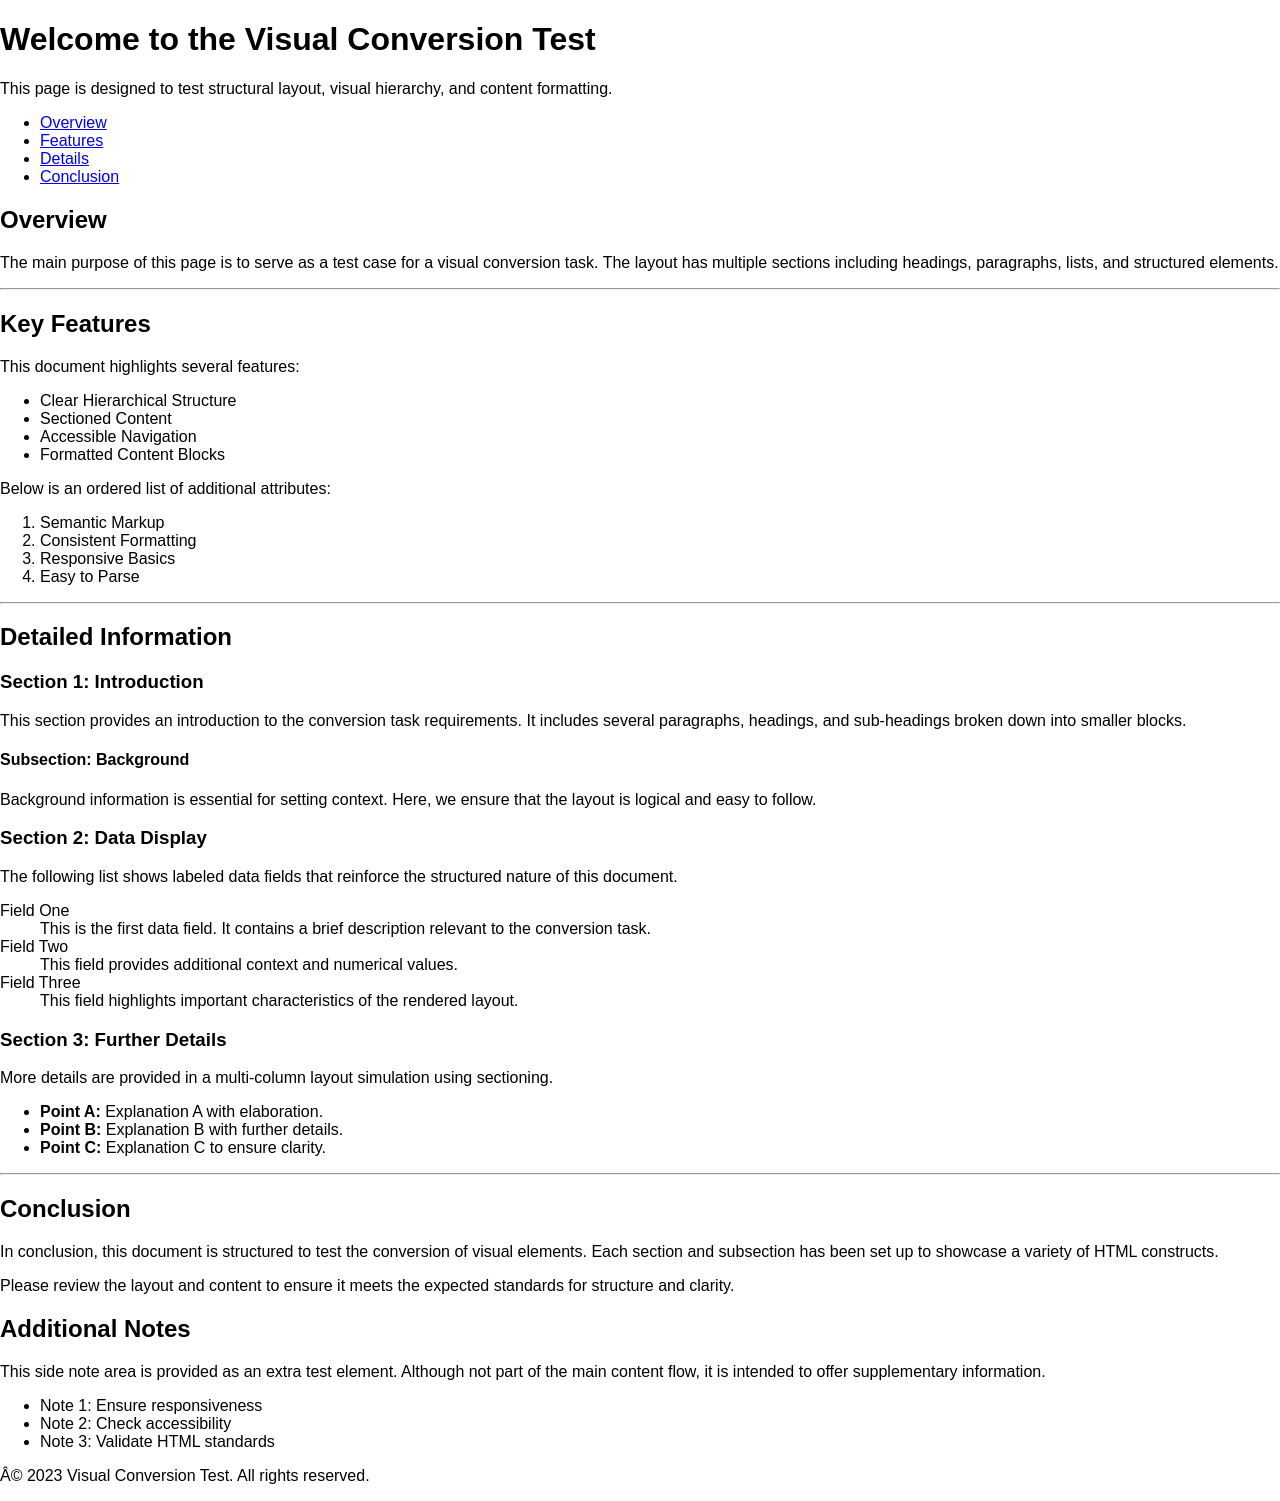 Welcome to the Visual Conversion Test
This page is designed to test structural layout, visual hierarchy, and content formatting.
• Overview
• Features
• Details
• Conclusion
Overview
The main purpose of this page is to serve as a test case for a visual conversion task. The layout has multiple sections including headings, paragraphs, lists, and structured elements.
Key Features
This document highlights several features:
• Clear Hierarchical Structure
• Sectioned Content
• Accessible Navigation
• Formatted Content Blocks
Below is an ordered list of additional attributes:
1. Semantic Markup
2. Consistent Formatting
3. Responsive Basics
4. Easy to Parse
Detailed Information
Section 1: Introduction
This section provides an introduction to the conversion task requirements. It includes several paragraphs, headings, and sub-headings broken down into smaller blocks.
Subsection: Background
Background information is essential for setting context. Here, we ensure that the layout is logical and easy to follow.
Section 2: Data Display
The following list shows labeled data fields that reinforce the structured nature of this document.
Field One
This is the first data field. It contains a brief description relevant to the conversion task.
Field Two
This field provides additional context and numerical values.
Field Three
This field highlights important characteristics of the rendered layout.
Section 3: Further Details
More details are provided in a multi-column layout simulation using sectioning.
• Point A: Explanation A with elaboration.
• Point B: Explanation B with further details.
• Point C: Explanation C to ensure clarity.
Conclusion
In conclusion, this document is structured to test the conversion of visual elements. Each section and subsection has been set up to showcase a variety of HTML constructs.
Please review the layout and content to ensure it meets the expected standards for structure and clarity.
Additional Notes
This side note area is provided as an extra test element. Although not part of the main content flow, it is intended to offer supplementary information.
• Note 1: Ensure responsiveness
• Note 2: Check accessibility
• Note 3: Validate HTML standards
Â© 2023 Visual Conversion Test. All rights reserved.